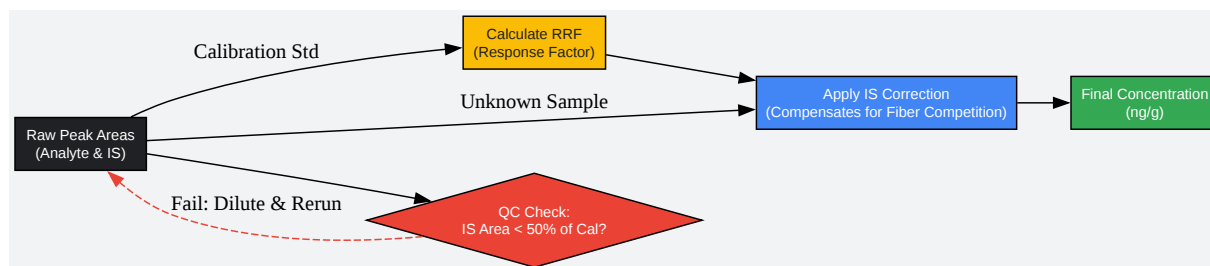 Calculate RRF
(Response Factor)
Calibration Std
Unknown Sample
Apply IS Correction
(Compensates for Fiber Competition)
Final Concentration
(ng/g)
Raw Peak Areas
(Analyte & IS)
Fail: Dilute & Rerun
QC Check:
IS Area < 50% of Cal?